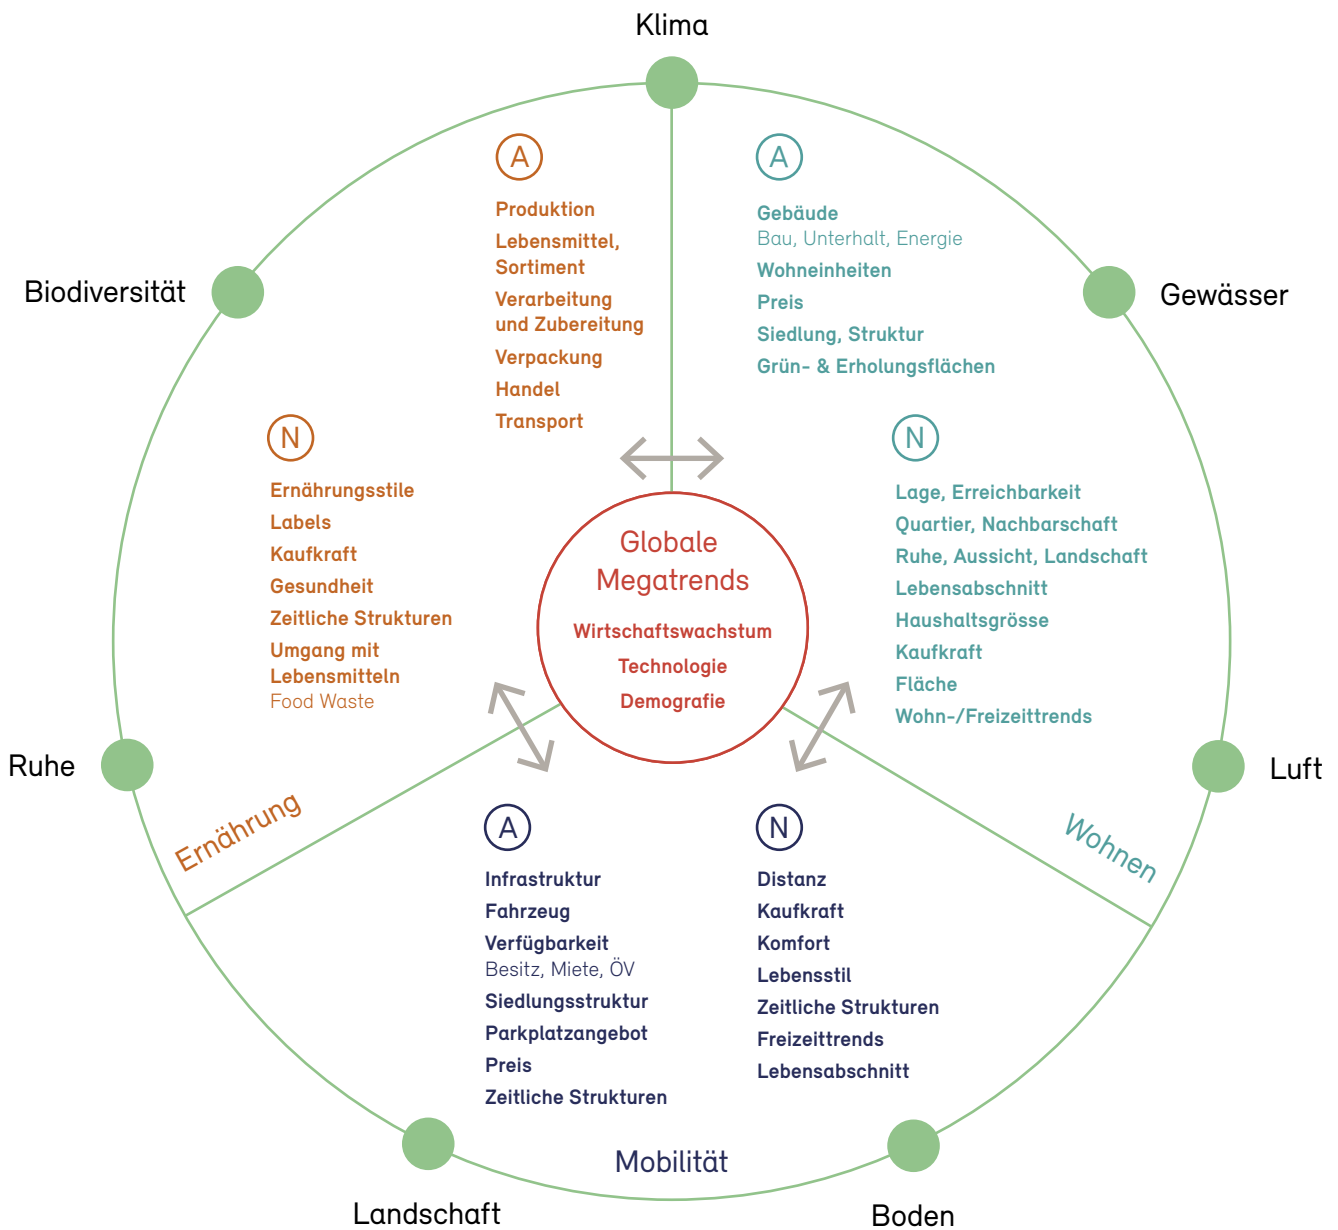 Klima
Biodiversität
Gewässer
Ruhe
Luft
Landschaft
Boden
A
Produktion
Lebensmittel,
Sortiment
Verarbeitung
und Zubereitung
Verpackung
Handel
Transport
N
Ernährungsstile
Labels
Kaufkraft
Gesundheit
Zeitliche Strukturen
Umgang mit
Lebensmitteln
Food Waste
Ernährung
A
Gebäude
Bau, Unterhalt, Energie
Wohneinheiten
Preis
Siedlung, Struktur
Grün- & Erholungsflächen
N
Lage, Erreichbarkeit
Quartier, Nachbarschaft
Ruhe, Aussicht, Landschaft
Lebensabschnitt
Haushaltsgrösse
Kaufkraft
Fläche
Wohn-/Freizeittrends
Wohnen
Globale
Megatrends
Wirtschaftswachstum
Technologie
Demografie
A
Infrastruktur
Fahrzeug
Verfügbarkeit
Besitz, Miete, ÖV
Siedlungsstruktur
Parkplatzangebot
Preis
Zeitliche Strukturen
N
Distanz
Kaufkraft
Komfort
Lebensstil
Zeitliche Strukturen
Freizeittrends
Lebensabschnitt
Mobilität